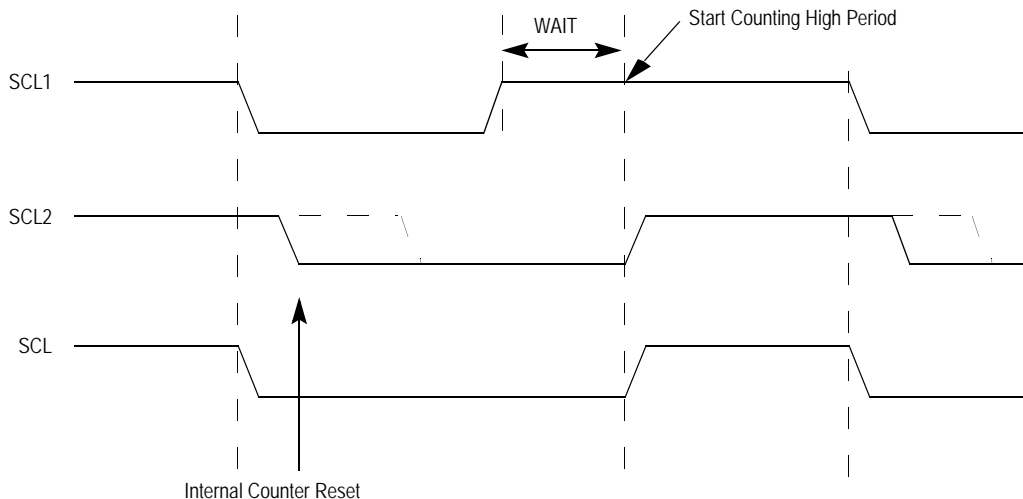 WAIT
Start Counting High Period
SCL1
SCL2
SCL
Internal Counter Reset